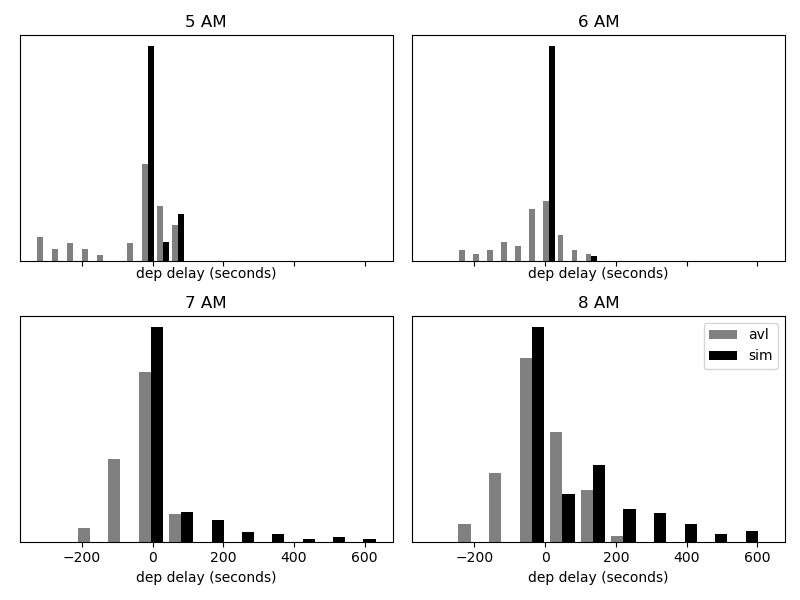 5 AM
6 AM
dep delay (seconds)
dep delay (seconds)
7 AM
8 AM
avl
sim
−200 0 200 400 600
−200 0 200 400 600
dep delay (seconds)
dep delay (seconds)